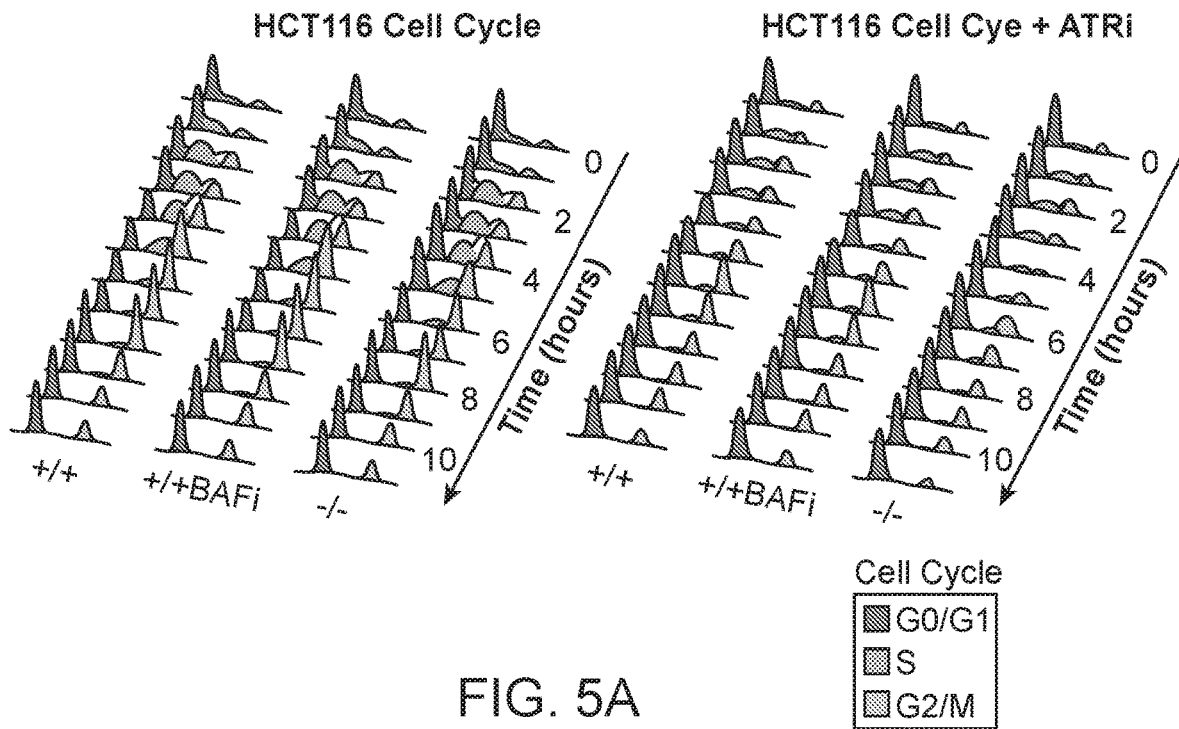 HCT116 Cell Cycle
HCT116 Cell Cye + ATRi
0
2
4
6
8
10
Time (hours)
+/+
+/+BAFi
-/-
0
2
4
6
8
10
Time (hours)
+/+
+/+BAFi
-/-
Cell Cycle
G0/G1
S
G2/M
FIG. 5A